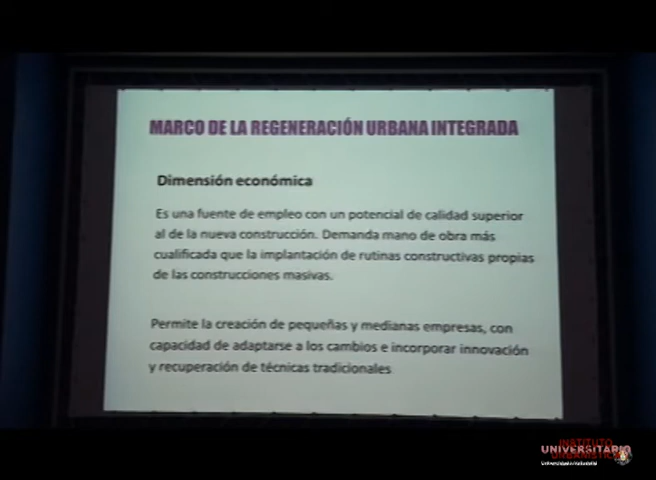 MARCO DE LA REGENERACIÓN URBANA INTEGRADA
Dimensión económica
Es una fuente de empleo con un potencial de calidad superior
al de la nueva construcción. Demanda mano de obra más
cualificada que la implantación de rutinas constructivas propias
de las construcciones masivas.
Permite la creación de pequeñas y medianas empresas, con
capacidad de adaptarse a los cambios e incorporar innovación
y recuperación de técnicas tradicionales
INSTITUTO
UNIVERSITARIO